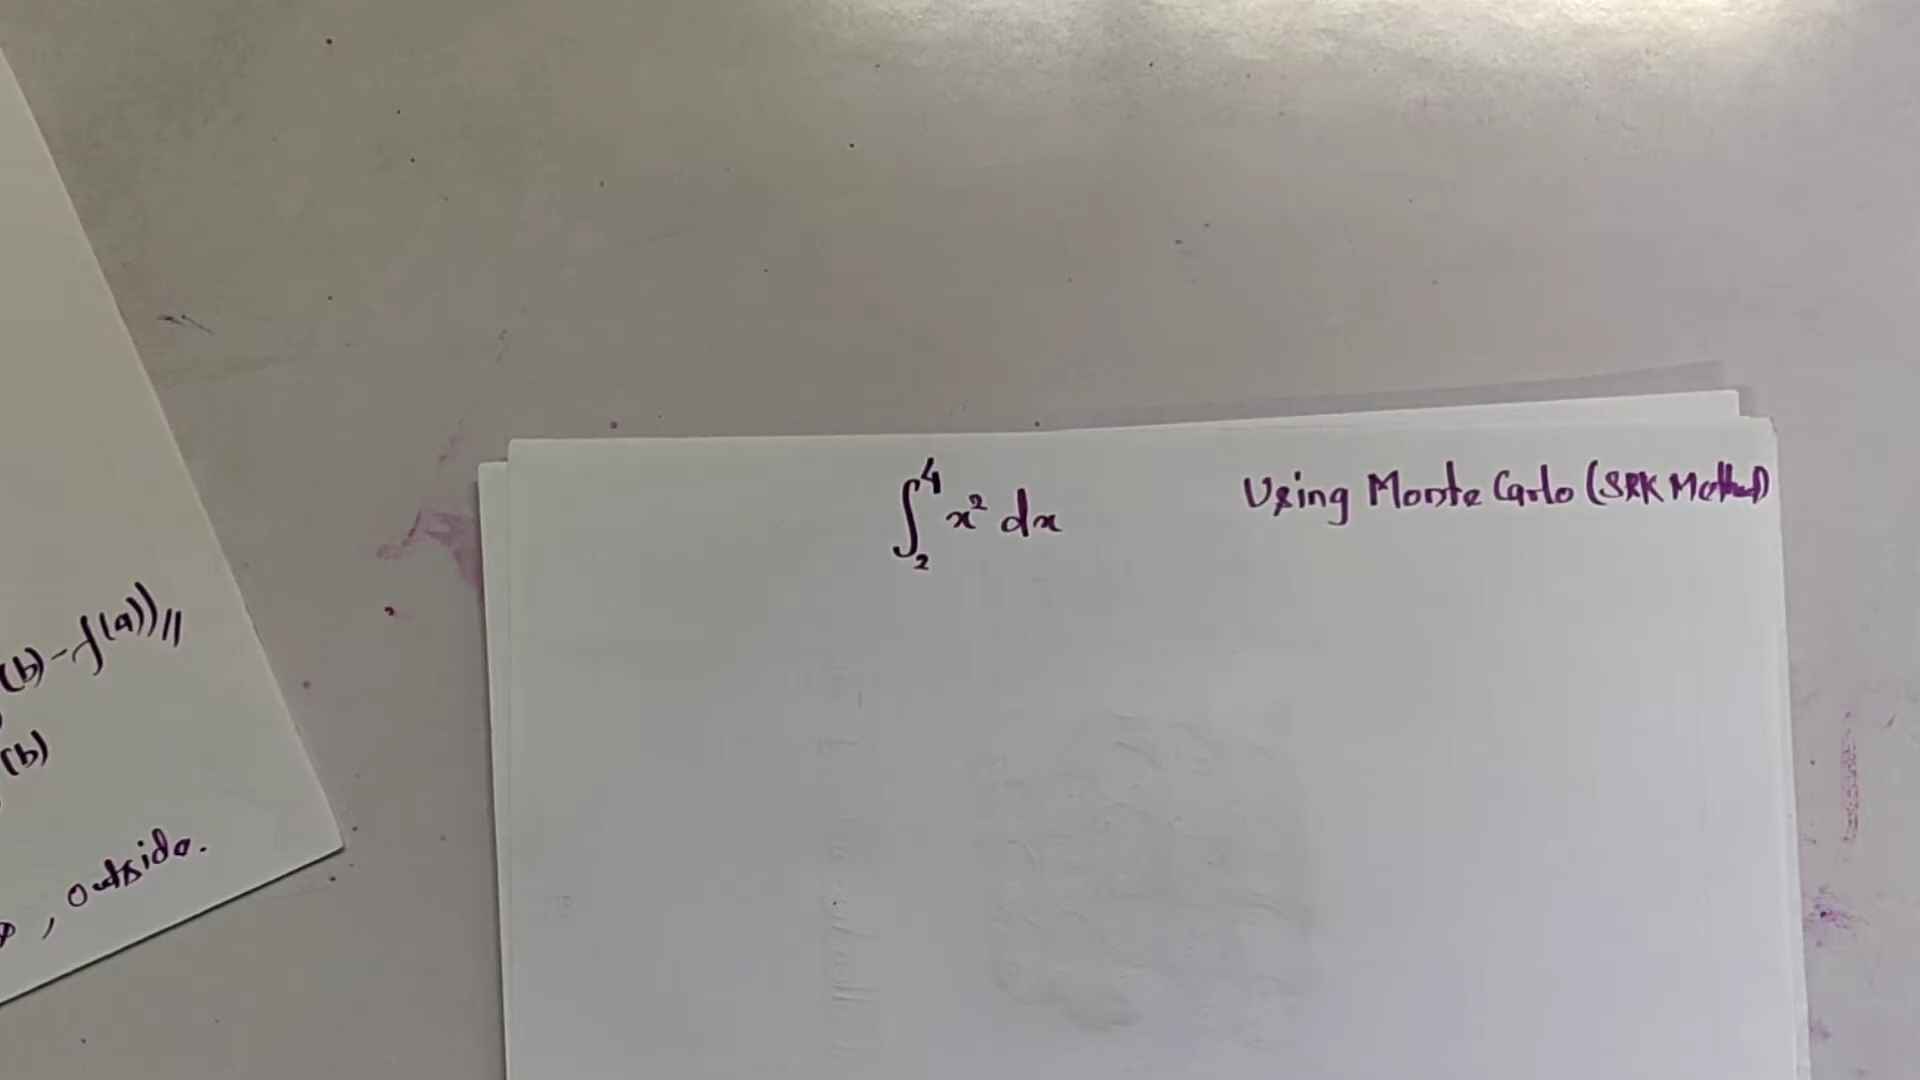 (b)-f(a))//
(b)
, outside.
∫₂⁴ x² dx
Using Monte Carlo (SRK Method)